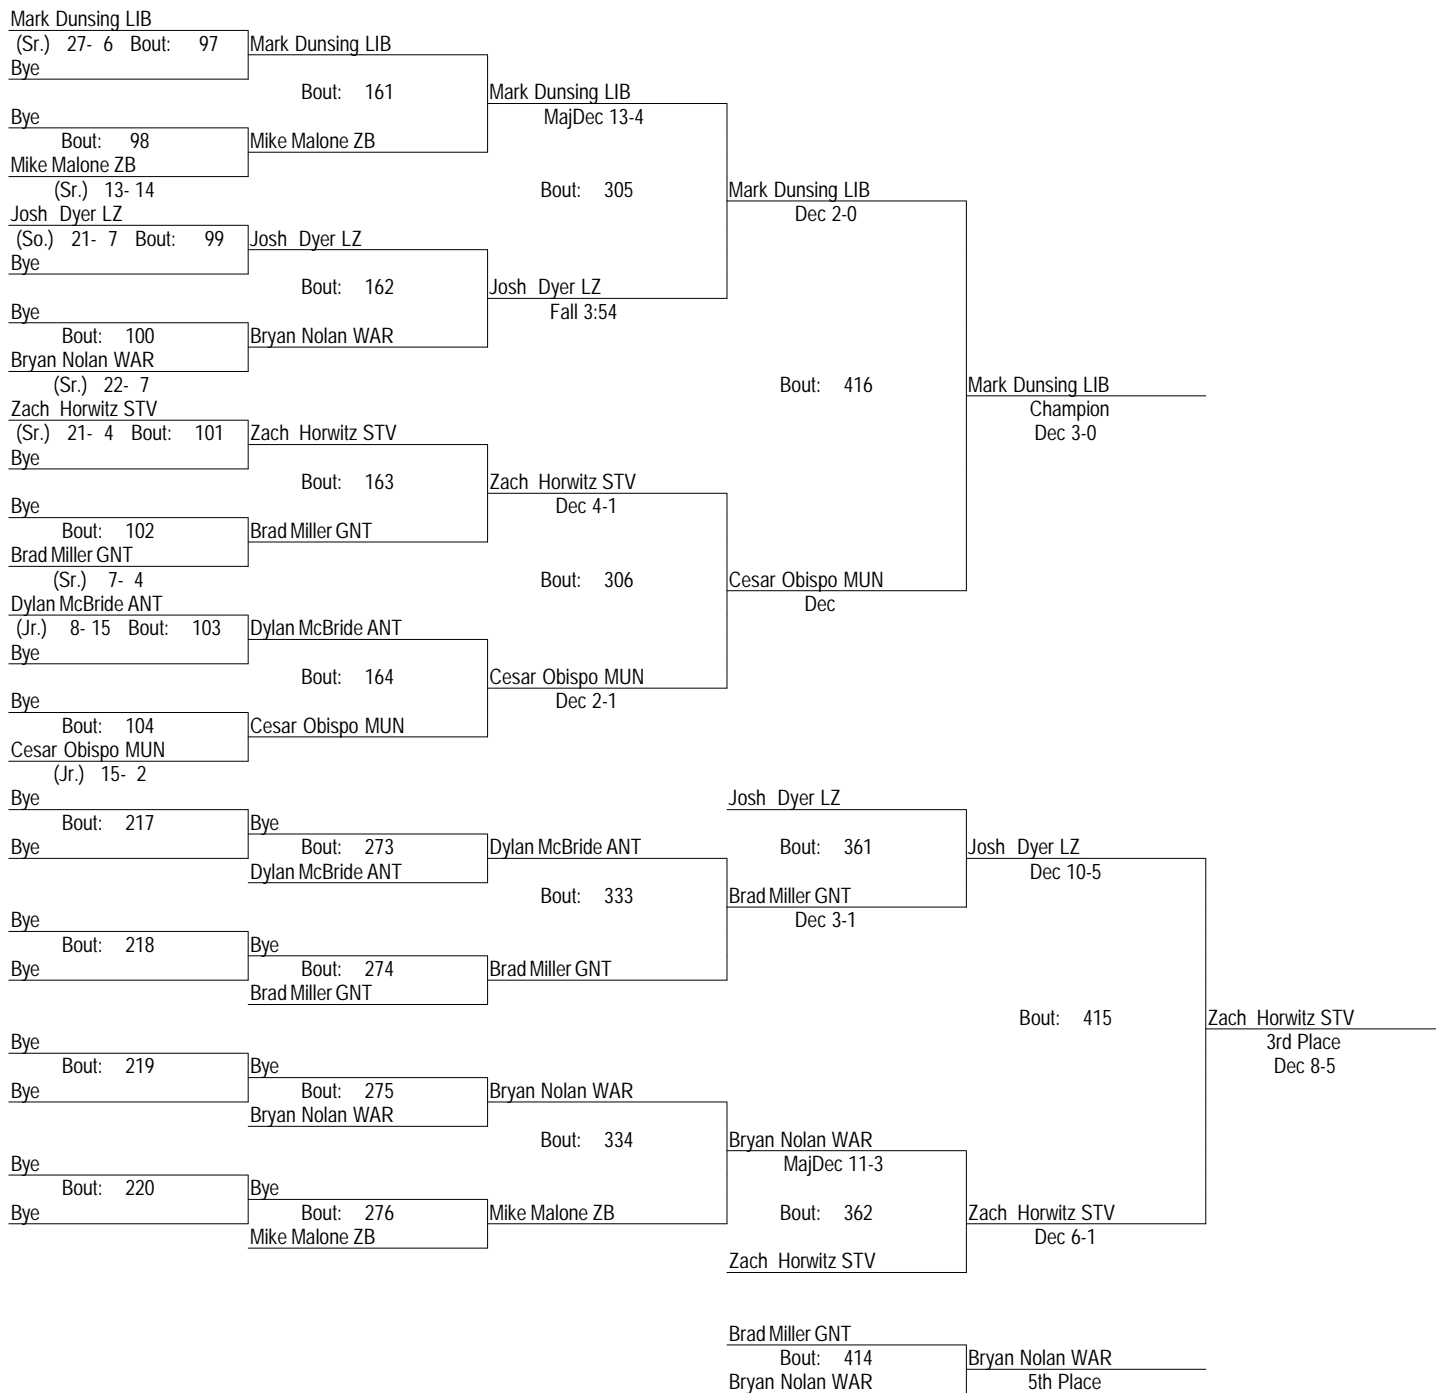 Mark Dunsing LIB
(Sr.) 27- 6 Bout: 97 Mark Dunsing LIB
Bye
Bout: 161 Mark Dunsing LIB
Bye MajDec 13-4
Bout: 98 Mike Malone ZB
Mike Malone ZB
(Sr.) 13- 14 Bout: 305 Mark Dunsing LIB
Josh Dyer LZ Dec 2-0
(So.) 21- 7 Bout: 99 Josh Dyer LZ
Bye
Bout: 162 Josh Dyer LZ
Bye Fall 3:54
Bout: 100 Bryan Nolan WAR
Bryan Nolan WAR
(Sr.) 22- 7 Bout: 416 Mark Dunsing LIB
Zach Horwitz STV Champion
(Sr.) 21- 4 Bout: 101 Zach Horwitz STV Dec 3-0
Bye
Bout: 163 Zach Horwitz STV
Bye Dec 4-1
Bout: 102 Brad Miller GNT
Brad Miller GNT
(Sr.) 7- 4 Bout: 306 Cesar Obispo MUN
Dylan McBride ANT Dec
(Jr.) 8- 15 Bout: 103 Dylan McBride ANT
Bye
Bout: 164 Cesar Obispo MUN
Bye Dec 2-1
Bout: 104 Cesar Obispo MUN
Cesar Obispo MUN
(Jr.) 15- 2
Bye Josh Dyer LZ
Bout: 217 Bye
Bye Bout: 273 Dylan McBride ANT Bout: 361 Josh Dyer LZ
Dylan McBride ANT Dec 10-5
Bout: 333 Brad Miller GNT
Bye Dec 3-1
Bout: 218 Bye
Bye Bout: 274 Brad Miller GNT
Brad Miller GNT
Bout: 415 Zach Horwitz STV
Bye 3rd Place
Bout: 219 Bye Dec 8-5
Bye Bout: 275 Bryan Nolan WAR
Bryan Nolan WAR
Bout: 334 Bryan Nolan WAR
Bye MajDec 11-3
Bout: 220 Bye
Bye Bout: 276 Mike Malone ZB Bout: 362 Zach Horwitz STV
Mike Malone ZB Dec 6-1
Zach Horwitz STV
Brad Miller GNT
Bout: 414 Bryan Nolan WAR
Bryan Nolan WAR 5th Place